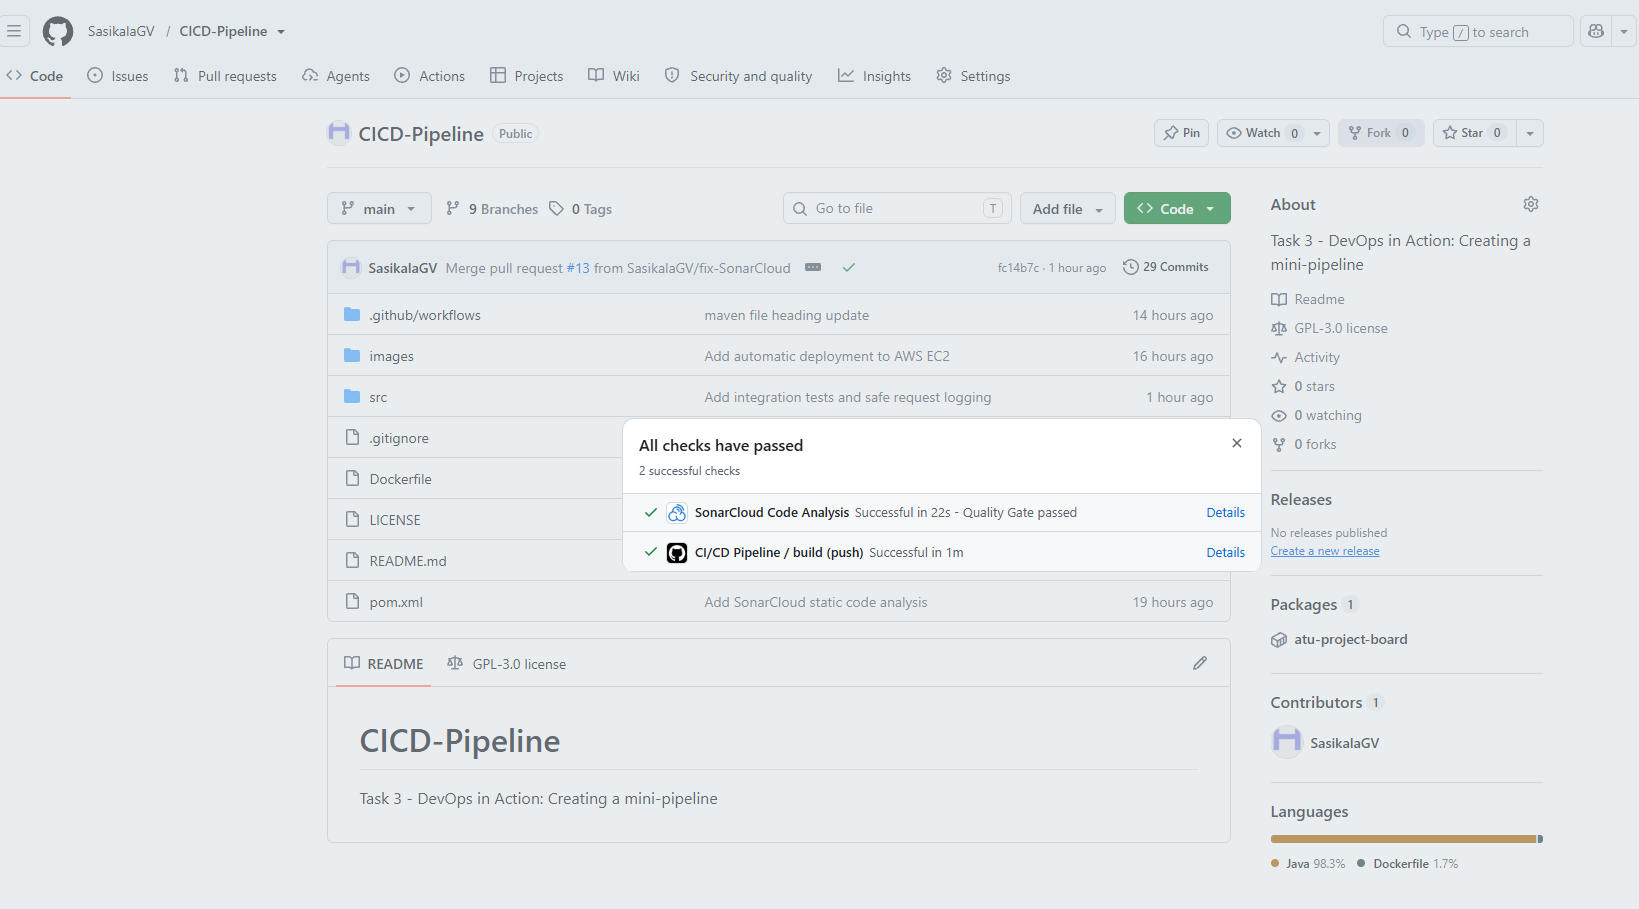 SasikalaGV / CICD-Pipeline
Type / to search
Code Issues Pull requests Agents Actions Projects Wiki Security and quality Insights Settings
CICD-Pipeline Public
Pin Watch 0 Fork 0 Star 0
main 9 Branches 0 Tags Go to file T Add file Code
SasikalaGV Merge pull request #13 from SasikalaGV/fix-SonarCloud fc14b7c · 1 hour ago 29 Commits
.github/workflows maven file heading update 14 hours ago
images Add automatic deployment to AWS EC2 16 hours ago
src Add integration tests and safe request logging 1 hour ago
.gitignore
Dockerfile
LICENSE
README.md
pom.xml Add SonarCloud static code analysis 19 hours ago
All checks have passed
2 successful checks
SonarCloud Code Analysis Successful in 22s - Quality Gate passed Details
CI/CD Pipeline / build (push) Successful in 1m Details
README GPL-3.0 license
CICD-Pipeline
Task 3 - DevOps in Action: Creating a mini-pipeline
About
Task 3 - DevOps in Action: Creating a
mini-pipeline
Readme
GPL-3.0 license
Activity
0 stars
0 watching
0 forks
Releases
No releases published
Create a new release
Packages 1
atu-project-board
Contributors 1
SasikalaGV
Languages
Java 98.3% Dockerfile 1.7%